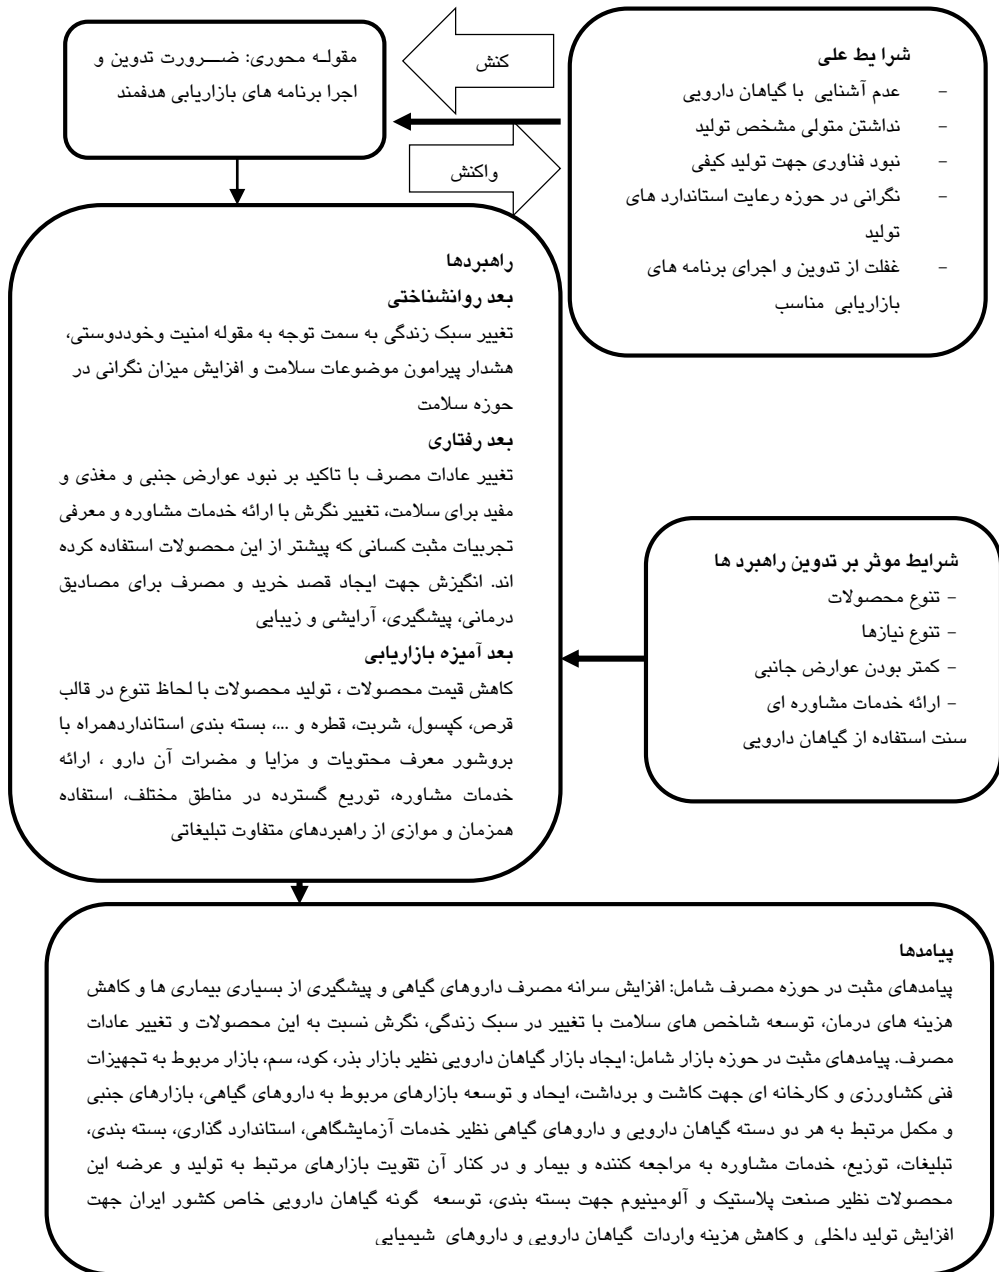 شرا یط علی
- عدم آشنایی با گیاهان دارویی
- نداشتن متولی مشخص تولید
- نبود فناوری جهت تولید کیفی
- نگرانی در حوزه رعایت استاندارد های
تولید
- غفلت از تدوین و اجرای برنامه های
بازاریابی مناسب
کنش
واکنش
مقولـه محوری: ضـــرورت تدوین و
اجرا برنامه های بازاریابی هدفمند
راهبردها
بعد روانشناختی
تغییر سبک زندگی به سمت توجه به مقوله امنیت وخوددوستی،
هشدار پیرامون موضوعات سلامت و افزایش میزان نگرانی در
حوزه سلامت
بعد رفتاری
تغییر عادات مصرف با تاکید بر نبود عوارض جنبی و مغذی و
مفید برای سلامت، تغییر نگرش با ارائه خدمات مشاوره و معرفی
تجربیات مثبت کسانی که پیشتر از این محصولات استفاده کرده
اند. انگیزش جهت ایجاد قصد خرید و مصرف برای مصادیق
درمانی، پیشگیری، آرایشی و زیبایی
بعد آمیزه بازاریابی
کاهش قیمت محصولات ، تولید محصولات با لحاظ تنوع در قالب
قرص، کپسول، شربت، قطره و ...، بسته بندی استانداردهمراه با
بروشور معرف محتویات و مزایا و مضرات آن دارو ، ارائه
خدمات مشاوره، توزیع گسترده در مناطق مختلف، استفاده
همزمان و موازی از راهبردهای متفاوت تبلیغاتی
شرایط موثر بر تدوین راهبرد ها
- تنوع محصولات
- تنوع نیازها
- کمتر بودن عوارض جانبی
- ارائه خدمات مشاوره ای
سنت استفاده از گیاهان دارویی
پیامدها
پیامدهای مثبت در حوزه مصرف شامل: افزایش سرانه مصرف داروهای گیاهی و پیشگیری از بسیاری بیماری ها و کاهش
هزینه های درمان، توسعه شاخص های سلامت با تغییر در سبک زندگی، نگرش نسبت به این محصولات و تغییر عادات
مصرف. پیامدهای مثبت در حوزه بازار شامل: ایجاد بازار گیاهان دارویی نظیر بازار بذر، کود، سم، بازار مربوط به تجهیزات
فنی کشاورزی و کارخانه ای جهت کاشت و برداشت، ایحاد و توسعه بازارهای مربوط به داروهای گیاهی، بازارهای جنبی
و مکمل مرتبط به هر دو دسته گیاهان دارویی و داروهای گیاهی نظیر خدمات آزمایشگاهی، استاندارد گذاری، بسته بندی،
تبلیغات، توزیع، خدمات مشاوره به مراجعه کننده و بیمار و در کنار آن تقویت بازارهای مرتبط به تولید و عرضه این
محصولات نظیر صنعت پلاستیک و آلومینیوم جهت بسته بندی، توسعه گونه گیاهان دارویی خاص کشور ایران جهت
افزایش تولید داخلی و کاهش هزینه واردات گیاهان دارویی و داروهای شیمیایی